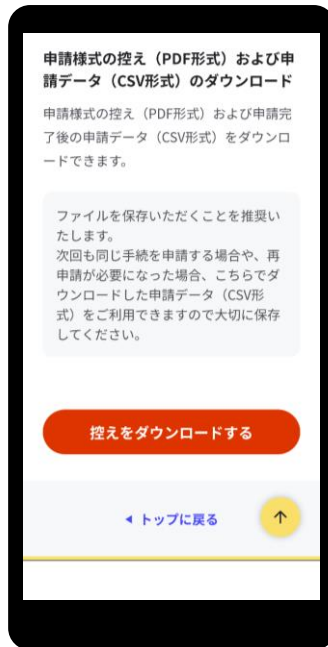 申請様式の控え（PDF形式）および申
請データ（CSV形式）のダウンロード
申請様式の控え（PDF形式）および申請完
了後の申請データ（CSV形式）をダウンロ
ードできます。
ファイルを保存いただくことを推奨い
たします。
次回も同じ手続を申請する場合や、再
申請が必要になった場合、こちらでダ
ウンロードした申請データ（CSV形
式）をご利用できますので大切に保存
してください。
控えをダウンロードする
トップに戻る